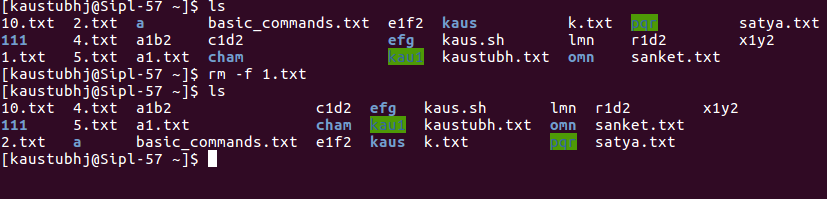 [kaustubhj@Sipl-57 ~]$ ls
10.txt 2.txt a basic_commands.txt e1f2 kaus k.txt pqr satya.txt
111 4.txt a1b2 c1d2 efg kaus.sh lmn r1d2 x1y2
1.txt 5.txt a1.txt cham kau1 kaustubh.txt omn sanket.txt
[kaustubhj@Sipl-57 ~]$ rm -f 1.txt
[kaustubhj@Sipl-57 ~]$ ls
10.txt 4.txt a1b2 c1d2 efg kaus.sh lmn r1d2 x1y2
111 5.txt a1.txt cham kau1 kaustubh.txt omn sanket.txt
2.txt a basic_commands.txt e1f2 kaus k.txt pqr satya.txt
[kaustubhj@Sipl-57 ~]$